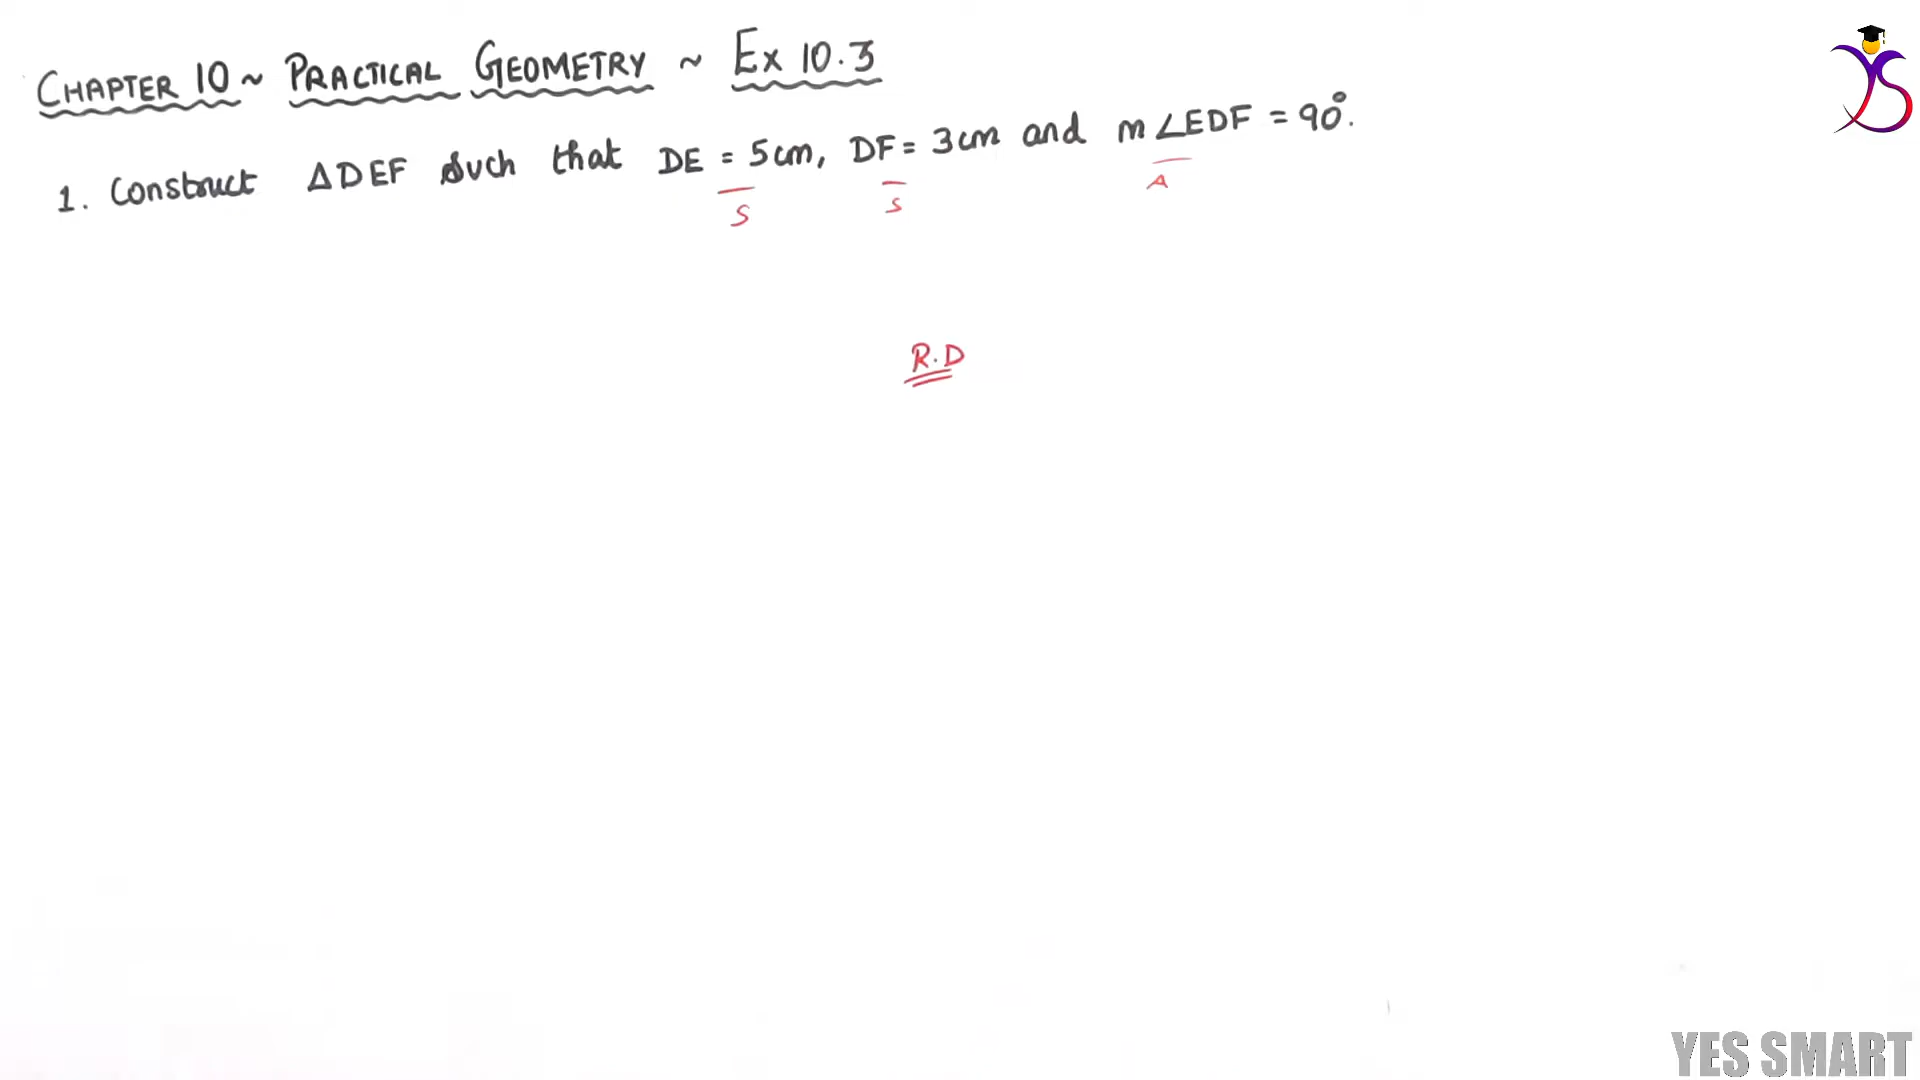 CHAPTER 10 ~ PRACTICAL GEOMETRY ~ Ex 10.3
1. Construct ΔDEF such that DE = 5cm, DF = 3cm and m∠EDF = 90°.
S S A
R.D
YES SMART